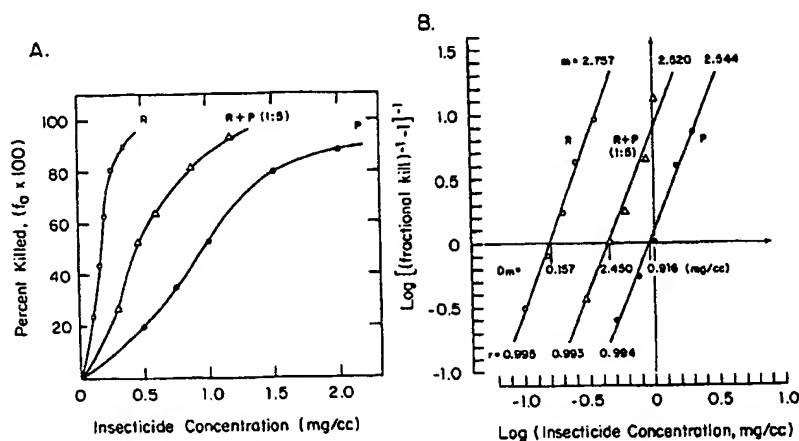 A.
Percent Killed, (fa x 100)
100
80
60
40
20
0
0.5
1.0
1.5
2.0
R
R+P (1:5)
P
Insecticide Concentration (mg/cc)
B.
Log [(fractional kill)⁻¹-1]⁻¹
1.5
1.0
0.5
0
-0.5
-1.0
m = 2.757
2.620
2.544
R
R+P
(1:5)
P
Dm=
0.157
2.450
0.916 (mg/cc)
r=0.995
0.993
0.994
-1.0
-0.5
0.0
0.5
1.0
Log (Insecticide Concentration, mg/cc)